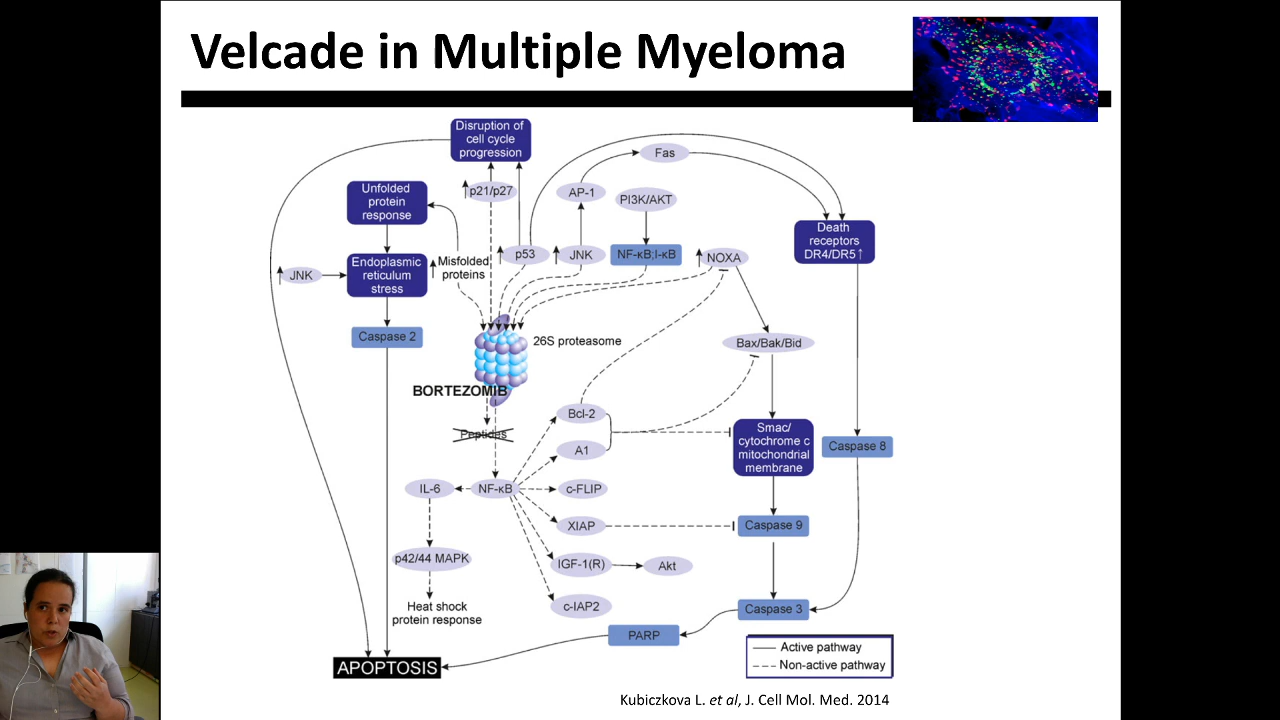 Velcade in Multiple Myeloma
Disruption of
cell cycle
progression
Fas
Unfolded
protein
response
p21/p27
AP-1
PI3K/AKT
Death
receptors
DR4/DR5↑
p53
JNK
NF-κB;I-κB
NOXA
Endoplasmic
reticulum
stress
Misfolded
proteins
JNK
Caspase 2
26S proteasome
Bax/Bak/Bid
BORTEZOMIB
Peptides
Bcl-2
A1
Smac/
cytochrome c
mitochondrial
membrane
Caspase 8
IL-6
NF-κB
c-FLIP
XIAP
Caspase 9
p42/44 MAPK
IGF-1(R)
Akt
Heat shock
protein response
c-IAP2
Caspase 3
PARP
APOPTOSIS
Active pathway
Non-active pathway
Kubiczkova L. et al, J. Cell Mol. Med. 2014